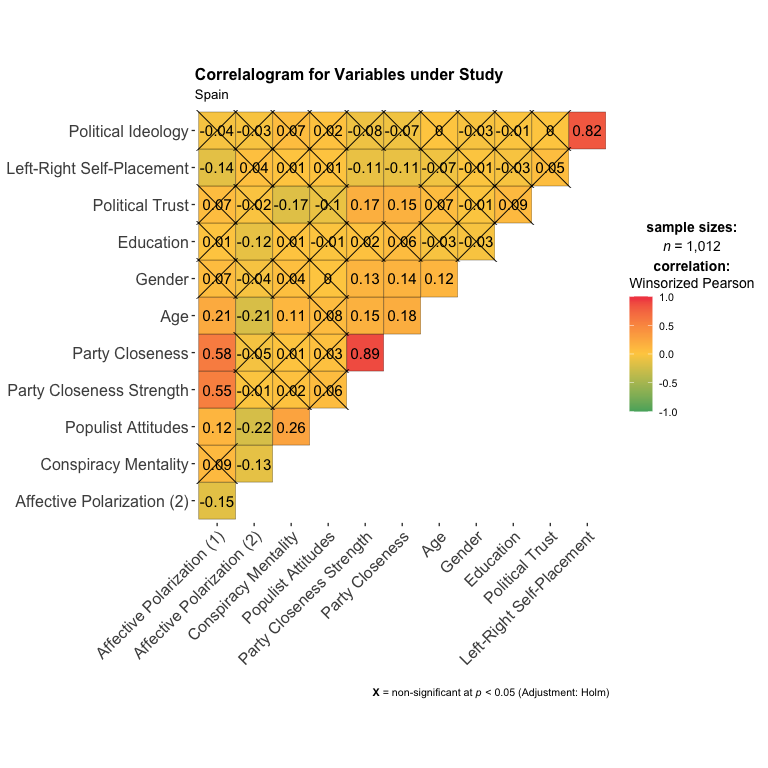 Correlalogram for Variables under Study
Spain
Political Ideology -0.04 -0.03 0.07 0.02 -0.08 -0.07 0 -0.03 -0.01 0 0.82
Left-Right Self-Placement -0.14 0.04 0.01 0.01 -0.11 -0.11 -0.07 -0.01 -0.03 0.05
Political Trust 0.07 -0.02 -0.17 -0.1 0.17 0.15 0.07 -0.01 0.09
Education 0.01 -0.12 0.01 -0.01 0.02 0.06 -0.03 -0.03
Gender 0.07 -0.04 0.04 0 0.13 0.14 0.12
Age 0.21 -0.21 0.11 0.08 0.15 0.18
Party Closeness 0.58 -0.05 0.01 0.03 0.89
Party Closeness Strength 0.55 -0.01 0.02 0.06
Populist Attitudes 0.12 -0.22 0.26
Conspiracy Mentality 0.09 -0.13
Affective Polarization (2) -0.15
Affective Polarization (1)
Affective Polarization (2)
Conspiracy Mentality
Populist Attitudes
Party Closeness Strength
Party Closeness
Age
Gender
Education
Political Trust
Left-Right Self-Placement
sample sizes:
n = 1,012
correlation:
Winsorized Pearson
1.0
0.5
0.0
-0.5
-1.0
X = non-significant at p < 0.05 (Adjustment: Holm)